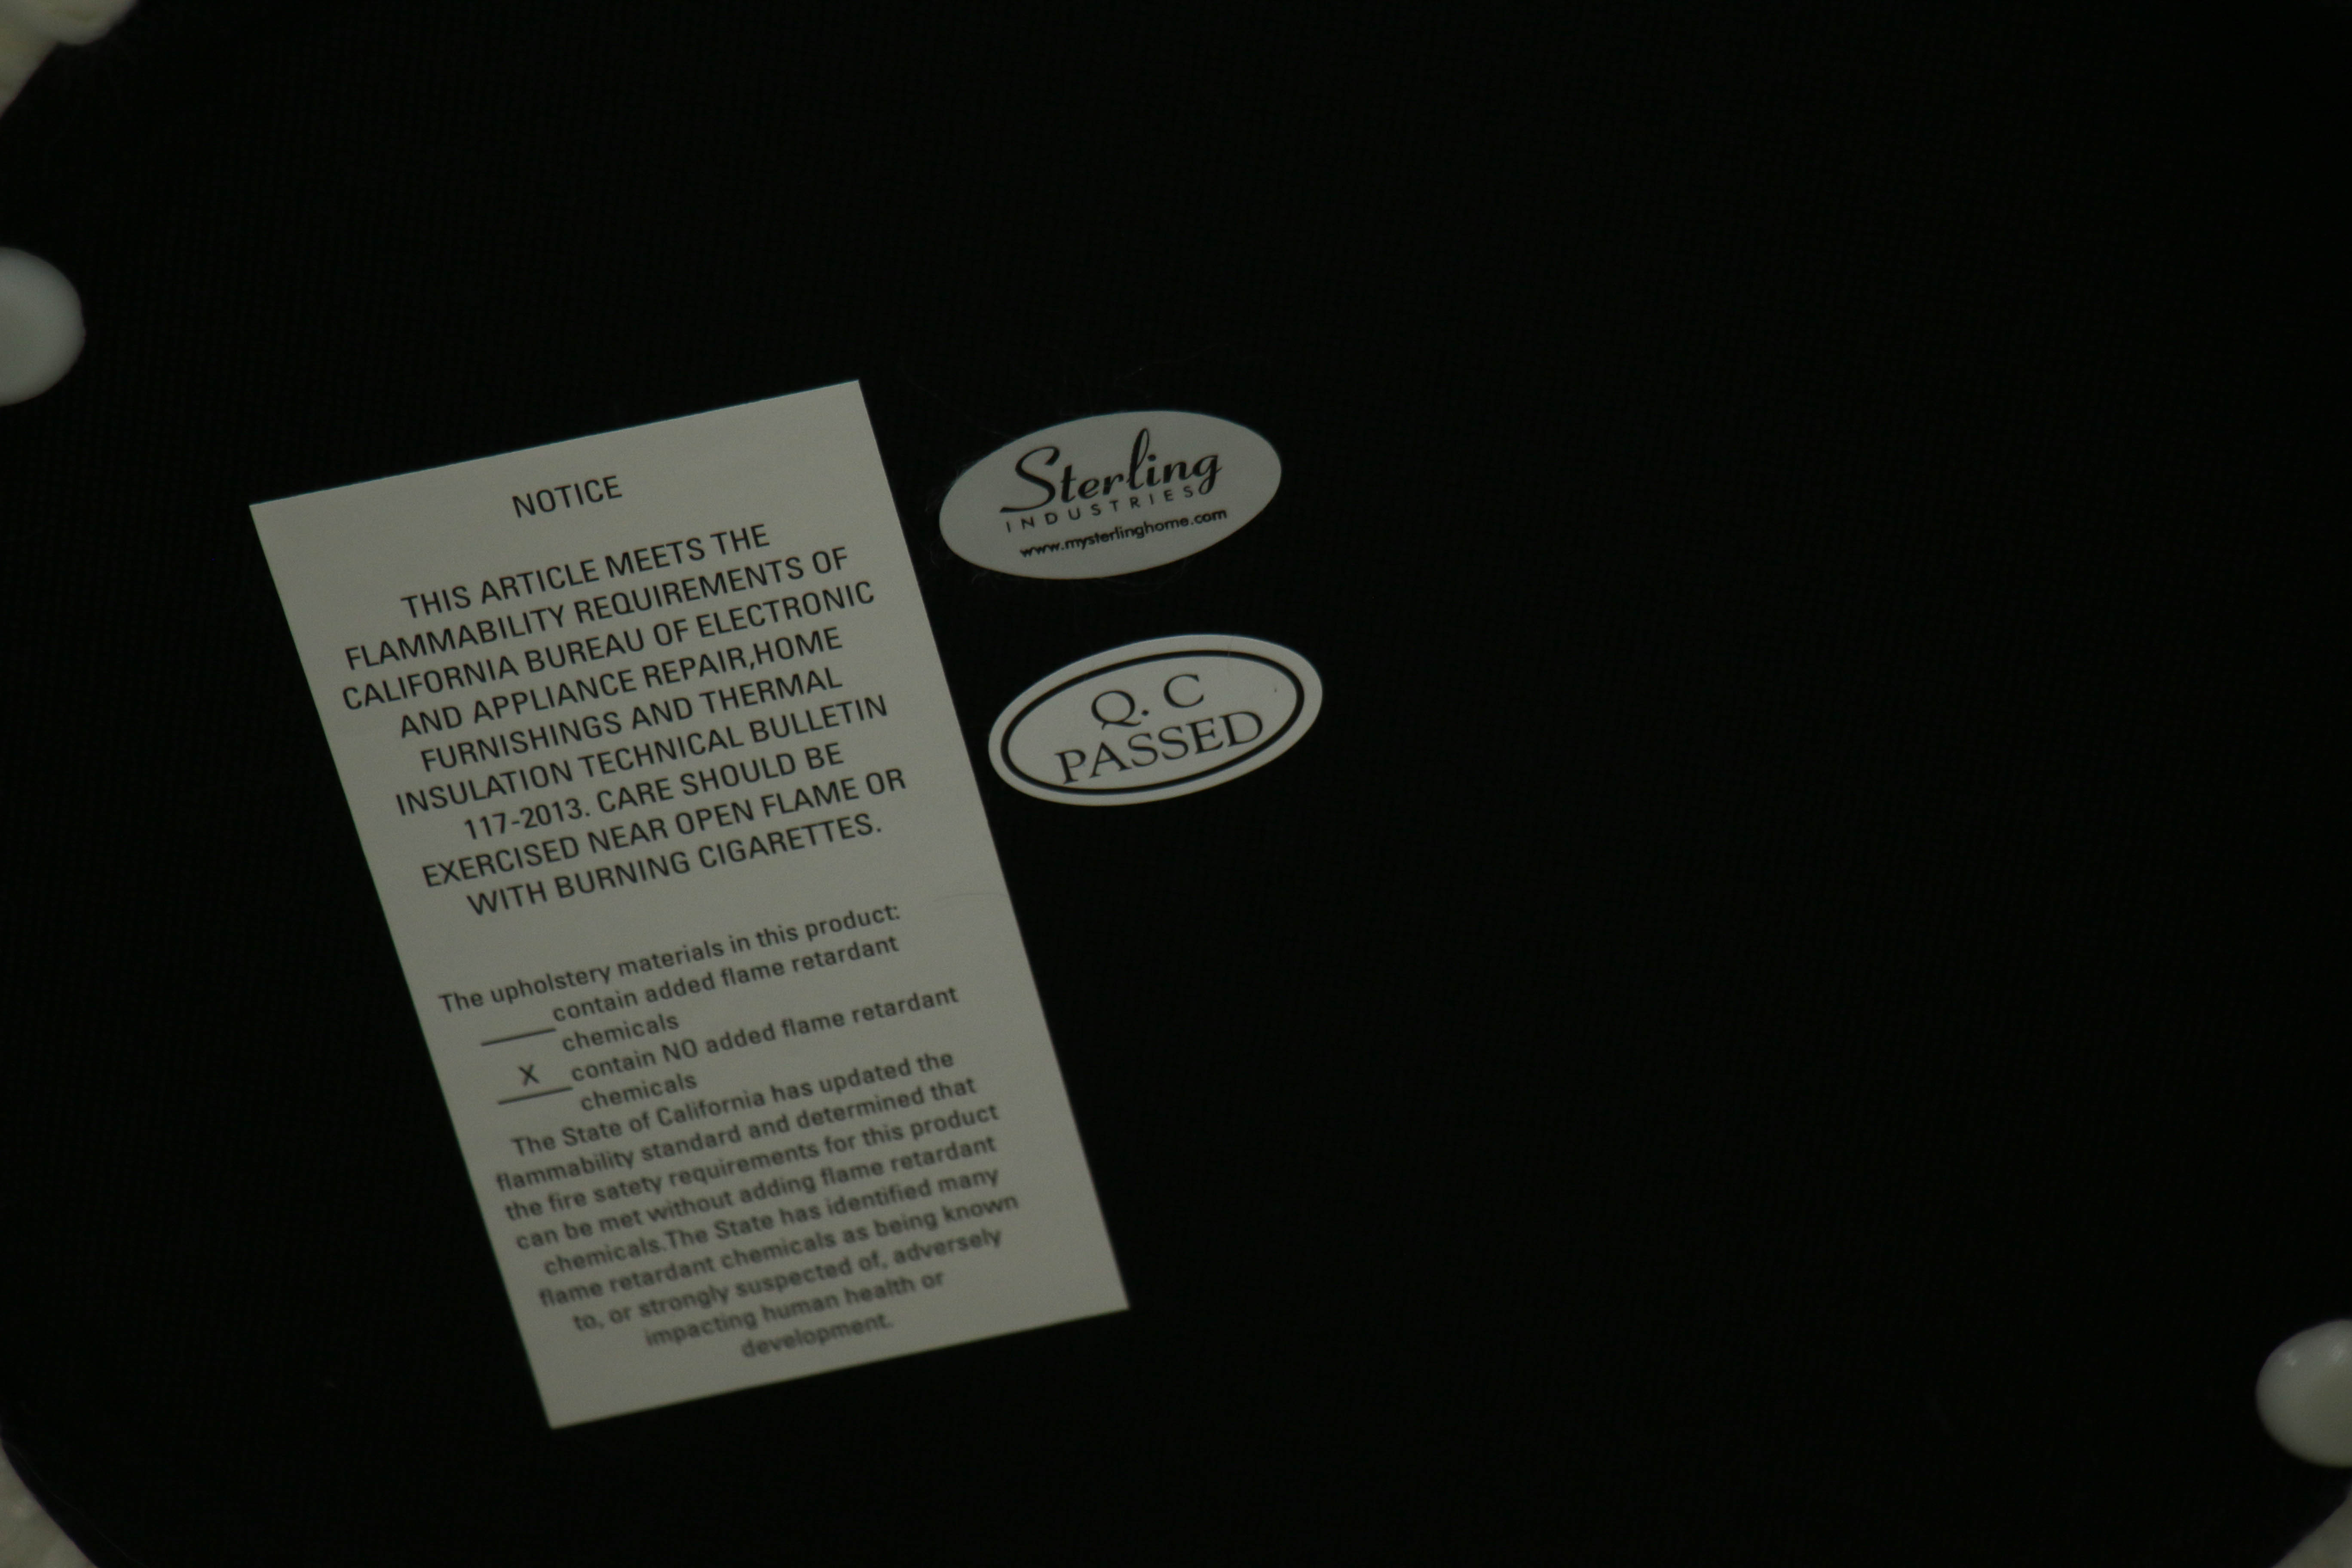 NOTICE
THIS ARTICLE MEETS THE
FLAMMABILITY REQUIREMENTS OF
CALIFORNIA BUREAU OF ELECTRONIC
AND APPLIANCE REPAIR,HOME
FURNISHINGS AND THERMAL
INSULATION TECHNICAL BULLETIN
117-2013. CARE SHOULD BE
EXERCISED NEAR OPEN FLAME OR
WITH BURNING CIGARETTES.
The upholstery materials in this product:
_____contain added flame retardant
chemicals
__X__contain NO added flame retardant
chemicals
The State of California has updated the
flammability standard and determined that
the fire satety requirements for this product
can be met without adding flame retardant
chemicals.The State has identified many
flame retardant chemicals as being known
to, or strongly suspected of, adversely
impacting human health or
development.
Sterling
INDUSTRIES
www.mysterlinghome.com
Q. C
PASSED